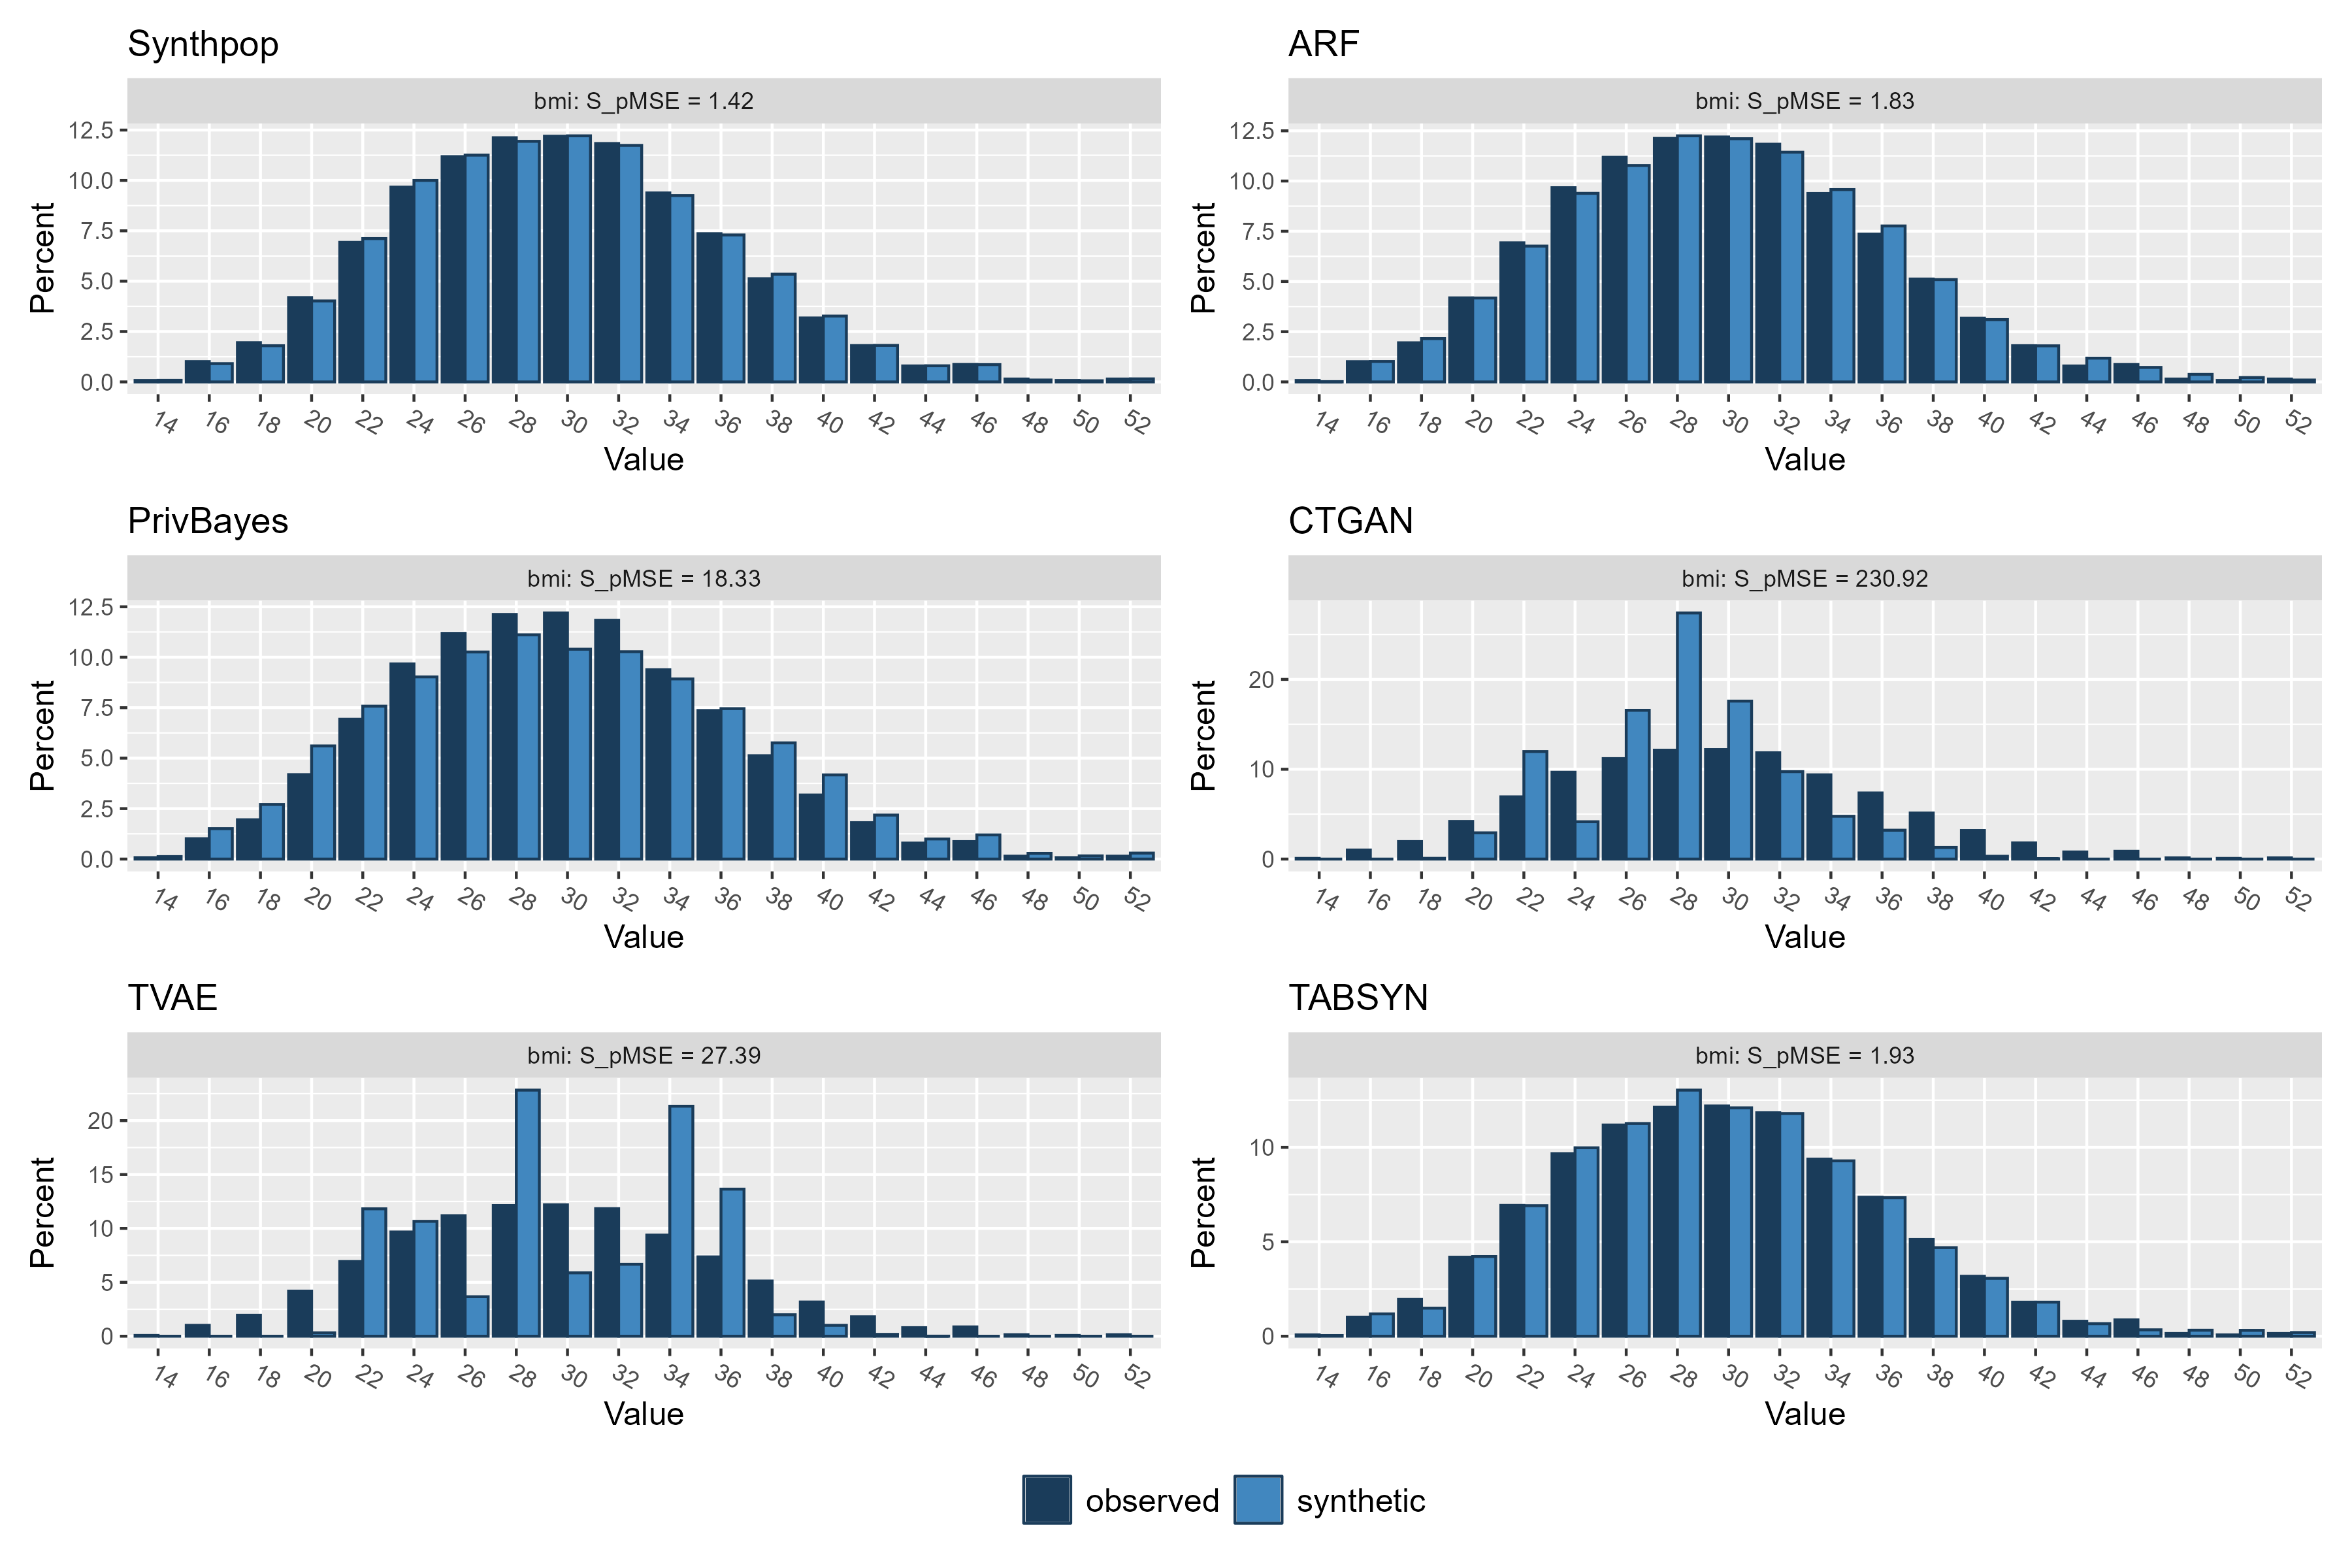 Synthpop
bmi: S_pMSE = 1.42
Percent
12.5
10.0
7.5
5.0
2.5
0.0
14 16 18 20 22 24 26 28 30 32 34 36 38 40 42 44 46 48 50 52
Value
ARF
bmi: S_pMSE = 1.83
Percent
12.5
10.0
7.5
5.0
2.5
0.0
14 16 18 20 22 24 26 28 30 32 34 36 38 40 42 44 46 48 50 52
Value
PrivBayes
bmi: S_pMSE = 18.33
Percent
12.5
10.0
7.5
5.0
2.5
0.0
14 16 18 20 22 24 26 28 30 32 34 36 38 40 42 44 46 48 50 52
Value
CTGAN
bmi: S_pMSE = 230.92
Percent
20
10
0
14 16 18 20 22 24 26 28 30 32 34 36 38 40 42 44 46 48 50 52
Value
TVAE
bmi: S_pMSE = 27.39
Percent
20
15
10
5
0
14 16 18 20 22 24 26 28 30 32 34 36 38 40 42 44 46 48 50 52
Value
TABSYN
bmi: S_pMSE = 1.93
Percent
10
5
0
14 16 18 20 22 24 26 28 30 32 34 36 38 40 42 44 46 48 50 52
Value
observed synthetic